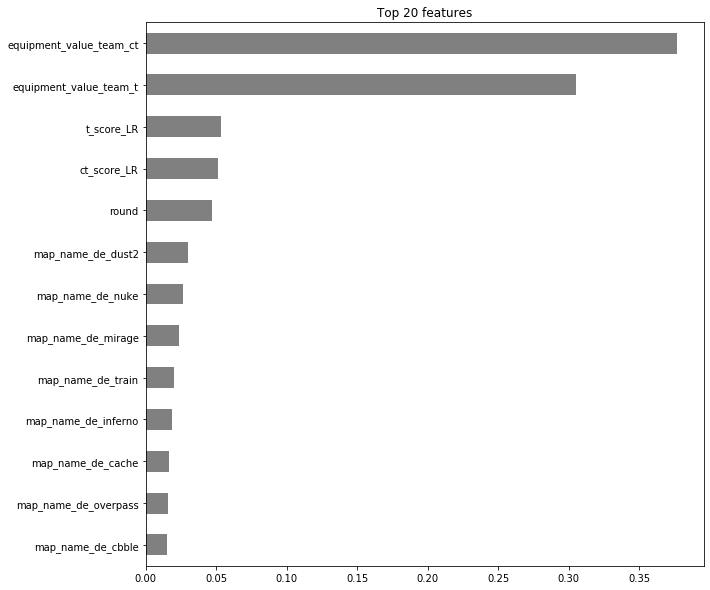 Top 20 features
equipment_value_team_ct
equipment_value_team_t
t_score_LR
ct_score_LR
round
map_name_de_dust2
map_name_de_nuke
map_name_de_mirage
map_name_de_train
map_name_de_inferno
map_name_de_cache
map_name_de_overpass
map_name_de_cbble
0.00 0.05 0.10 0.15 0.20 0.25 0.30 0.35